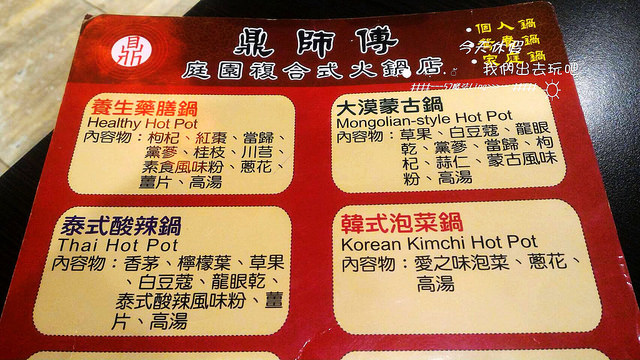 鼎
鼎師傅
庭園複合式火鍋店
•個人鍋
•家庭鍋
今天休假
我們出去玩吧
養生藥膳鍋
Healthy Hot Pot
內容物：枸杞、紅棗、當歸、
黨蔘、桂枝、川芎、
素食風味粉、蔥花、
薑片、高湯
大漠蒙古鍋
Mongolian-style Hot Pot
內容物：草果、白豆蔻、龍眼
乾、黨蔘、當歸、枸
杞、蒜仁、蒙古風味
粉、高湯
泰式酸辣鍋
Thai Hot Pot
內容物：香茅、檸檬葉、草果
、白豆蔻、龍眼乾、
泰式酸辣風味粉、薑
片、高湯
韓式泡菜鍋
Korean Kimchi Hot Pot
內容物：愛之味泡菜、蔥花、
高湯